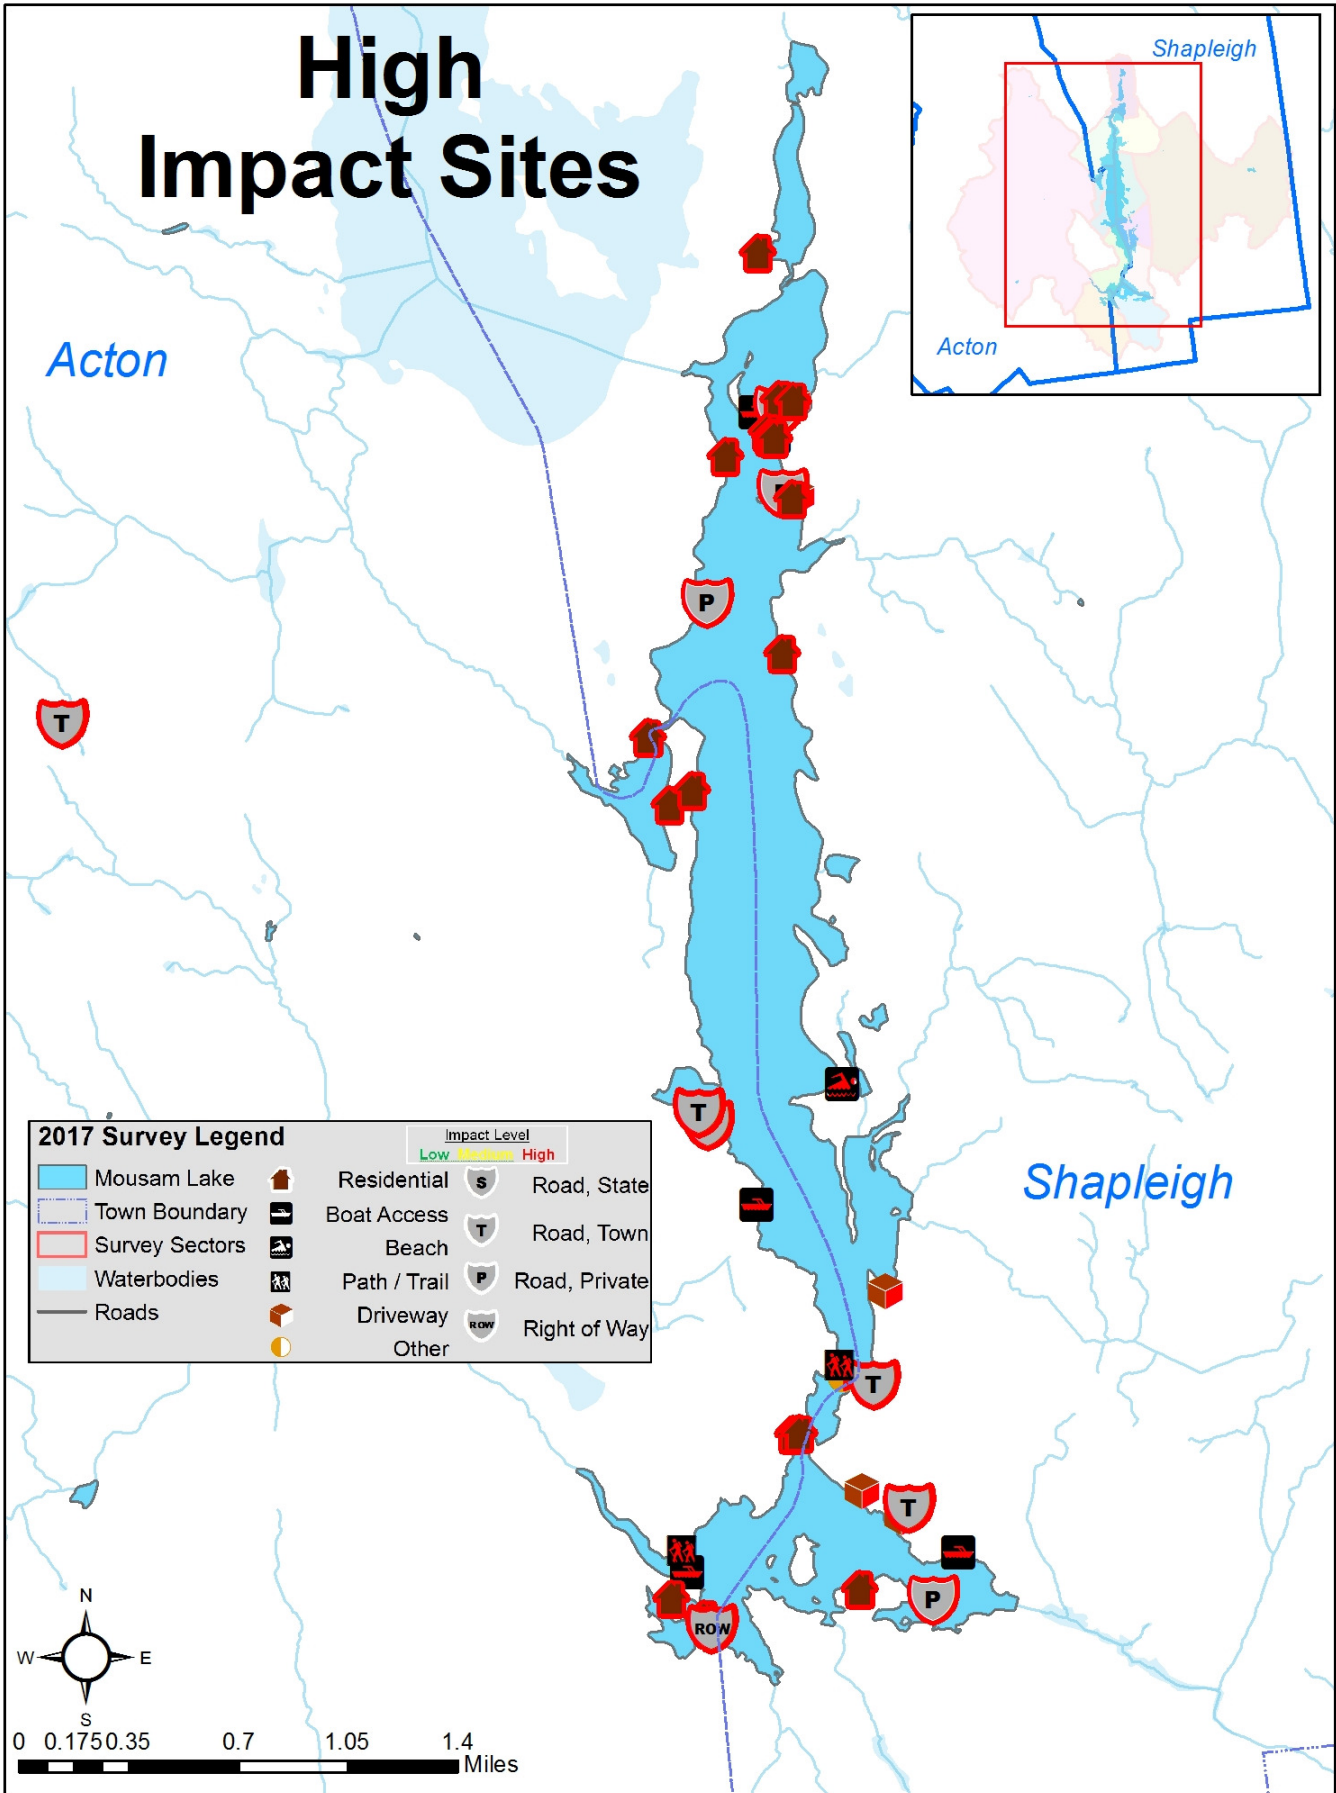 High
Impact Sites
Shapleigh
Acton
Acton
P
T
T
2017 Survey Legend
Impact Level
Low Medium High
Mousam Lake
Residential
S
Road, State
Town Boundary
Boat Access
T
Road, Town
Survey Sectors
Beach
Waterbodies
Path / Trail
P
Road, Private
Roads
Driveway
ROW
Right of Way
Other
Shapleigh
T
T
P
ROW
N
W E
S
0 0.175 0.35 0.7 1.05 1.4
Miles